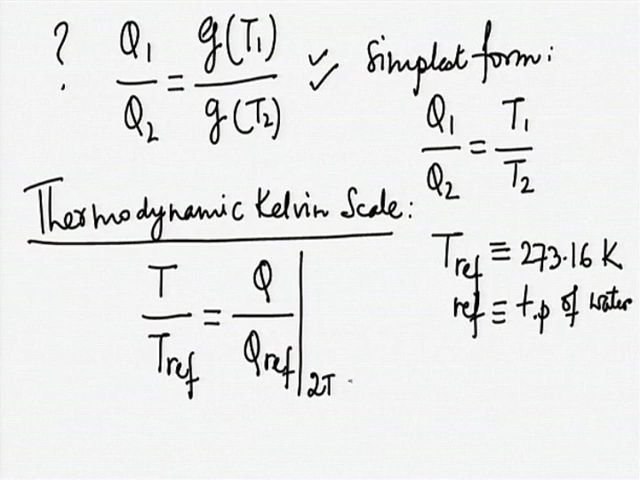 ? Q₁/Q₂ = g(T₁)/g(T₂) ✓ Simplest form:
Q₁/Q₂ = T₁/T₂
Thermodynamic Kelvin Scale:
T/Tref = Q/Qref |2T
Tref ≡ 273.16 K
ref ≡ t.p of water